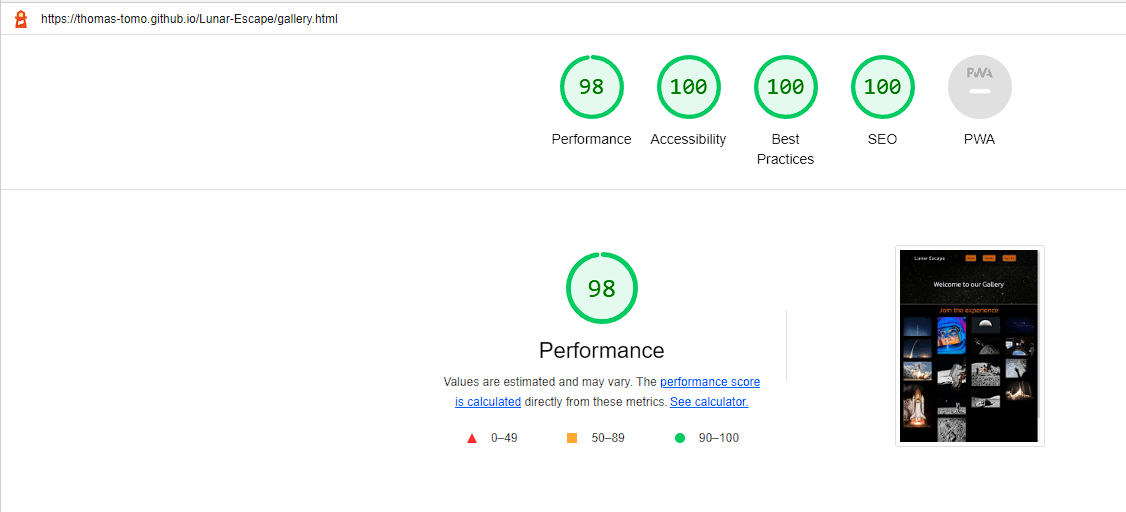 https://thomas-tomo.github.io/Lunar-Escape/gallery.html
98
100
100
100
PWA
Performance
Accessibility
Best
Practices
SEO
PWA
98
Performance
Values are estimated and may vary. The performance score
is calculated directly from these metrics. See calculator.
0–49
50–89
90–100
Lunar Escape
Welcome to our Gallery
Join the experience